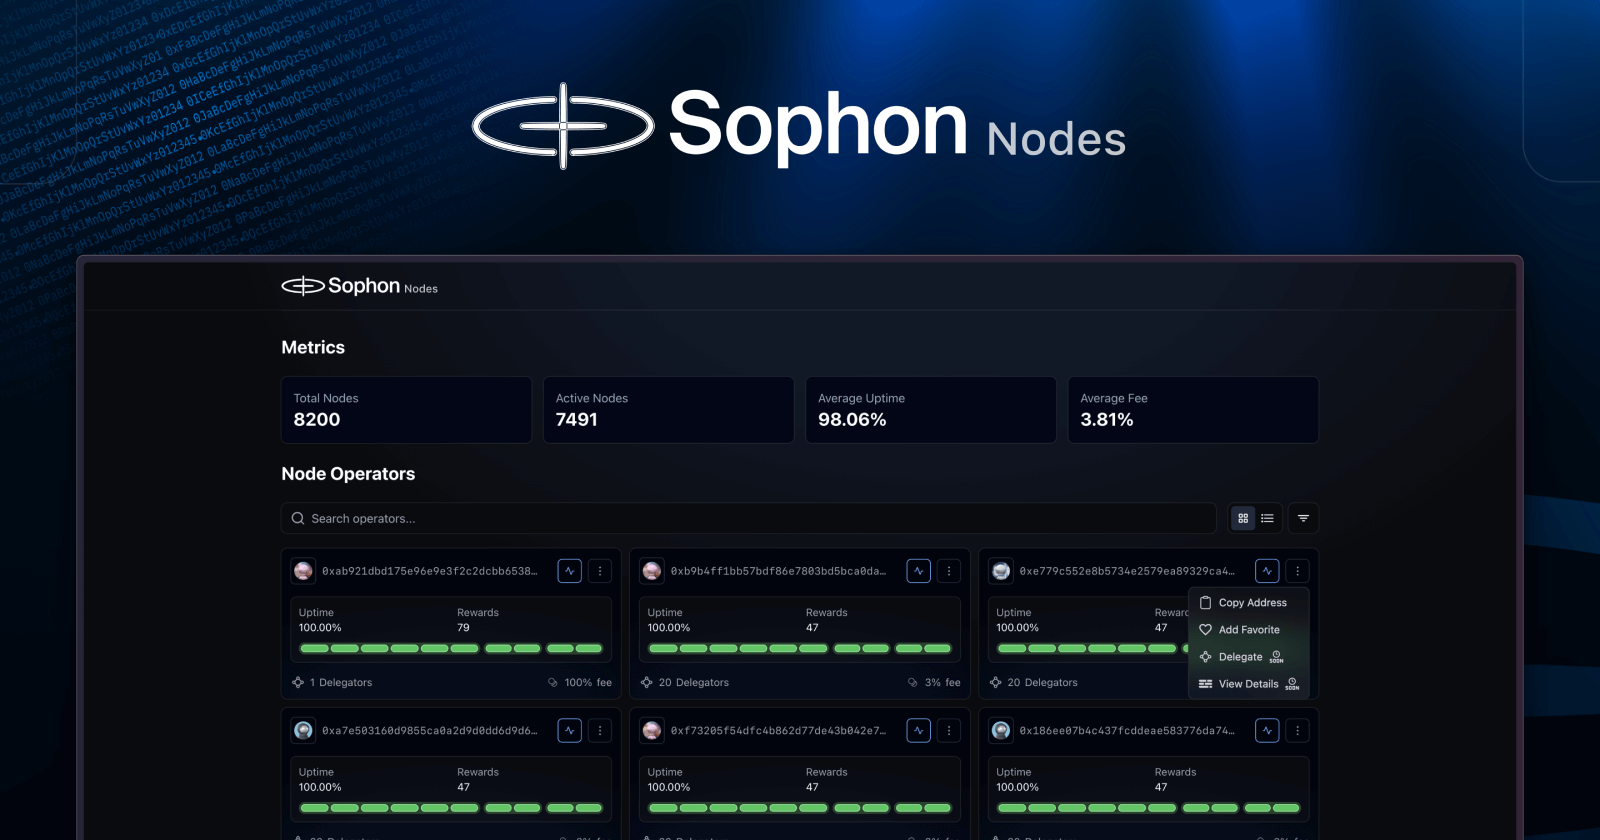 Sophon Nodes
Sophon Nodes
Metrics
Total Nodes
8200
Active Nodes
7491
Average Uptime
98.06%
Average Fee
3.81%
Node Operators
Search operators...
0xab921dbd175e96e9e3f2c2dcbb6538…
0xb9b4ff1bb57bdf86e7803bd5bca0da…
0xe779c552e8b5734e2579ea89329ca4…
Uptime
100.00%
Rewards
79
1 Delegators
100% fee
Uptime
100.00%
Rewards
47
20 Delegators
3% fee
Uptime
100.00%
47
20 Delegators
Copy Address
Add Favorite
Delegate SOON
View Details SOON
0xa7e503160d9855ca0a2d9d0dd6d9d6…
0xf73205f54dfc4b862d77de43b042e7…
0x186ee07b4c437fcddeae583776da74…
Uptime
100.00%
Rewards
47
Uptime
100.00%
Rewards
47
Uptime
100.00%
Rewards
47